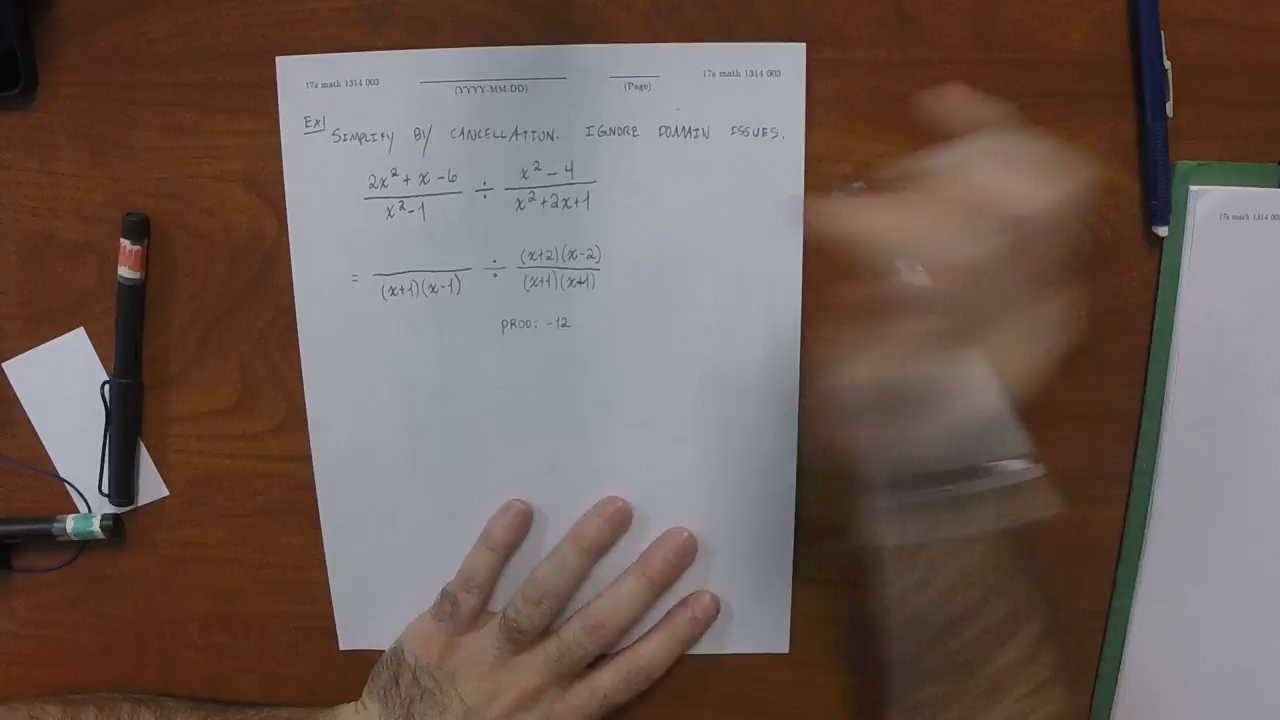 17s math 1314 003
(YYYY-MM-DD)
(Page)
17s math 1314 003
Ex1 SIMPLIFY BY CANCELLATION. IGNORE DOMAIN ISSUES.
2x² + x - 6 / x² - 1 ÷ x² - 4 / x² + 2x + 1
= / (x+1)(x-1) ÷ (x+2)(x-2) / (x+1)(x+1)
PROD: -12
17s math 1314 003